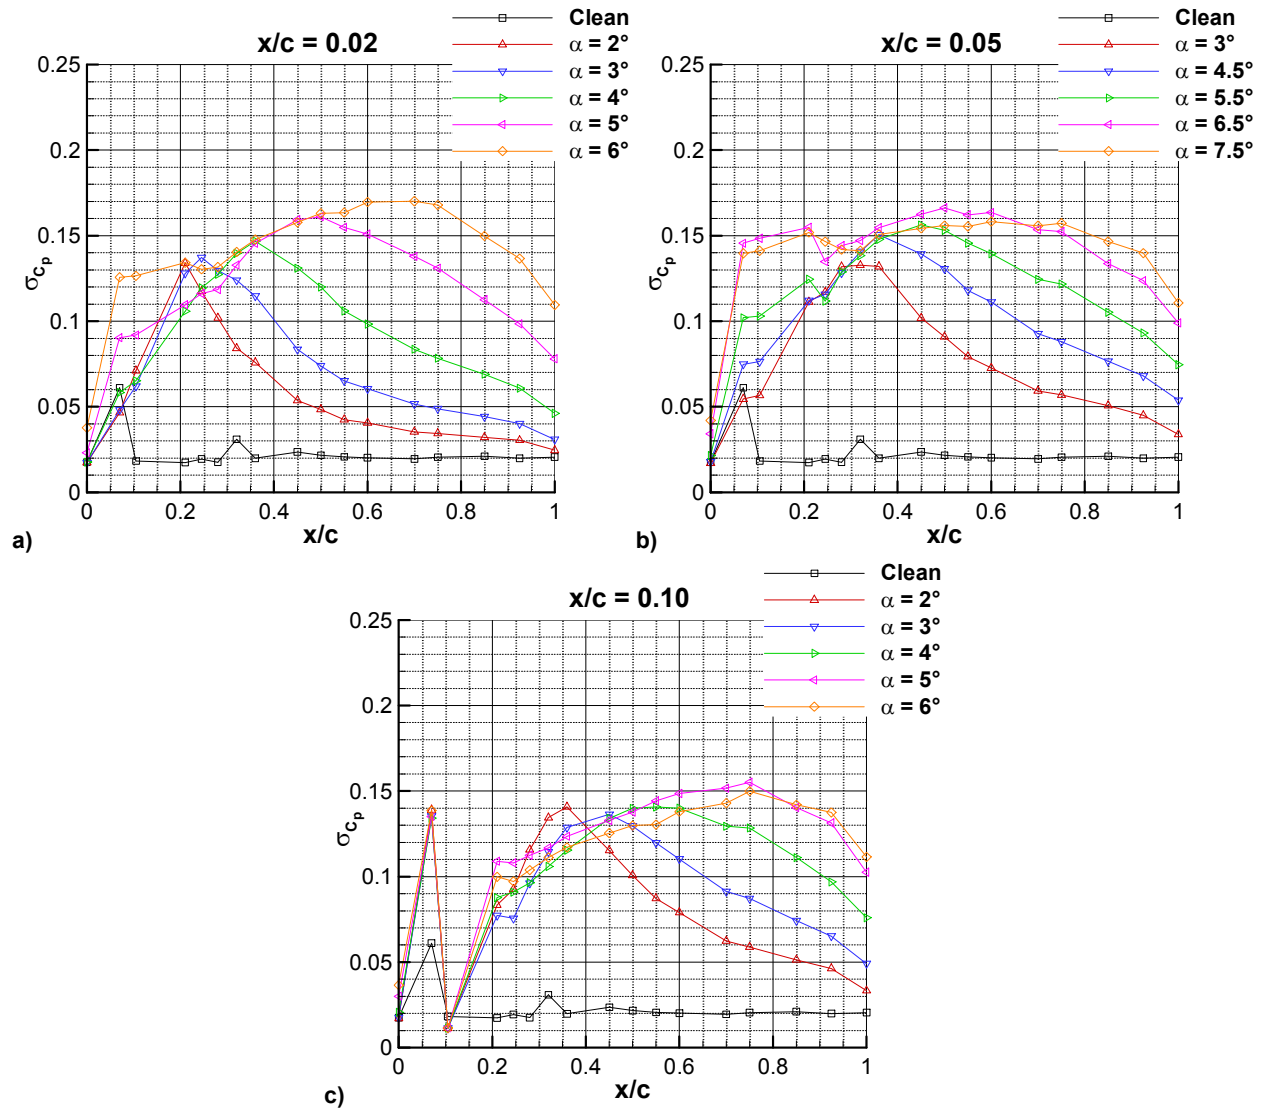 x/c = 0.02
Clean
α = 2°
α = 3°
α = 4°
α = 5°
α = 6°
0.25
0.2
0.15
0.1
0.05
0
σCp
0 0.2 0.4 0.6 0.8 1
x/c
a)
x/c = 0.05
Clean
α = 3°
α = 4.5°
α = 5.5°
α = 6.5°
α = 7.5°
0.25
0.2
0.15
0.1
0.05
0
σCp
0 0.2 0.4 0.6 0.8 1
x/c
b)
x/c = 0.10
Clean
α = 2°
α = 3°
α = 4°
α = 5°
α = 6°
0.25
0.2
0.15
0.1
0.05
0
σCp
0 0.2 0.4 0.6 0.8 1
x/c
c)